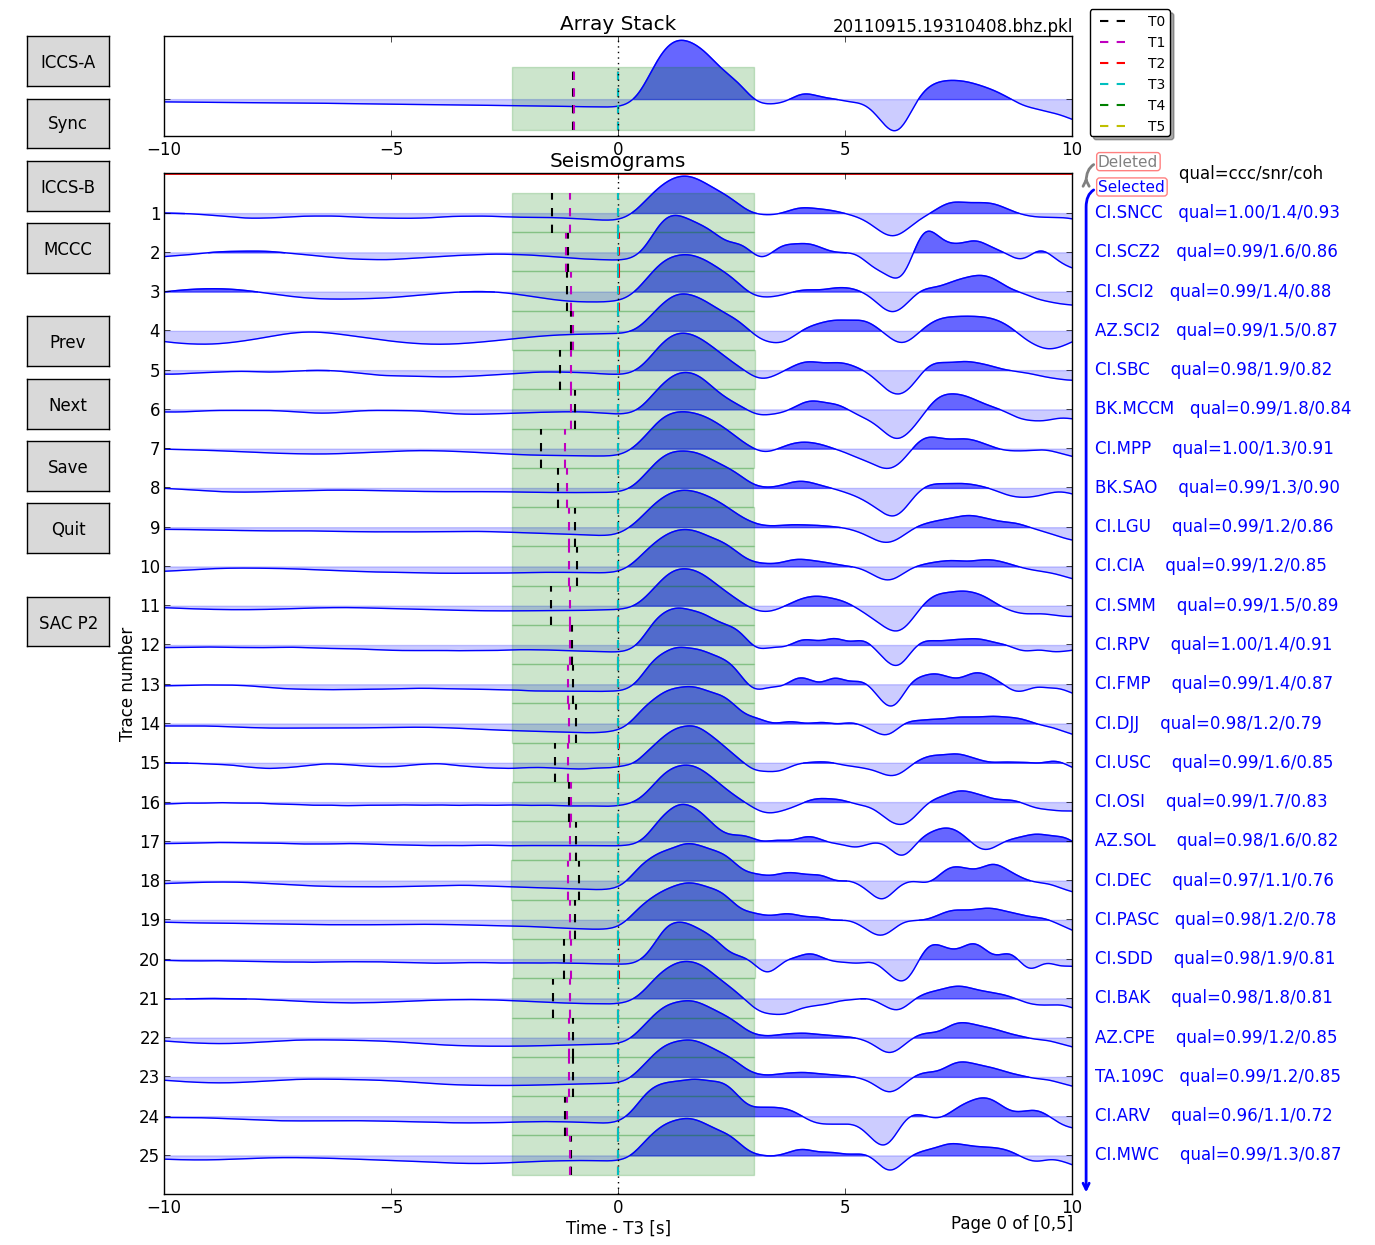 Array Stack
20110915.19310408.bhz.pkl
T0
T1
T2
T3
T4
T5
ICCS-A
Sync
ICCS-B
MCCC
Prev
Next
Save
Quit
SAC P2
−10 −5 0 5 10
Seismograms
Deleted
Selected
qual=ccc/snr/coh
1 CI.SNCC qual=1.00/1.4/0.93
2 CI.SCZ2 qual=0.99/1.6/0.86
3 CI.SCI2 qual=0.99/1.4/0.88
4 AZ.SCI2 qual=0.99/1.5/0.87
5 CI.SBC qual=0.98/1.9/0.82
6 BK.MCCM qual=0.99/1.8/0.84
7 CI.MPP qual=1.00/1.3/0.91
8 BK.SAO qual=0.99/1.3/0.90
9 CI.LGU qual=0.99/1.2/0.86
10 CI.CIA qual=0.99/1.2/0.85
11 CI.SMM qual=0.99/1.5/0.89
12 CI.RPV qual=1.00/1.4/0.91
13 CI.FMP qual=0.99/1.4/0.87
14 CI.DJJ qual=0.98/1.2/0.79
15 CI.USC qual=0.99/1.6/0.85
16 CI.OSI qual=0.99/1.7/0.83
17 AZ.SOL qual=0.98/1.6/0.82
18 CI.DEC qual=0.97/1.1/0.76
19 CI.PASC qual=0.98/1.2/0.78
20 CI.SDD qual=0.98/1.9/0.81
21 CI.BAK qual=0.98/1.8/0.81
22 AZ.CPE qual=0.99/1.2/0.85
23 TA.109C qual=0.99/1.2/0.85
24 CI.ARV qual=0.96/1.1/0.72
25 CI.MWC qual=0.99/1.3/0.87
Trace number
−10 −5 0 5 10
Time - T3 [s]
Page 0 of [0,5]